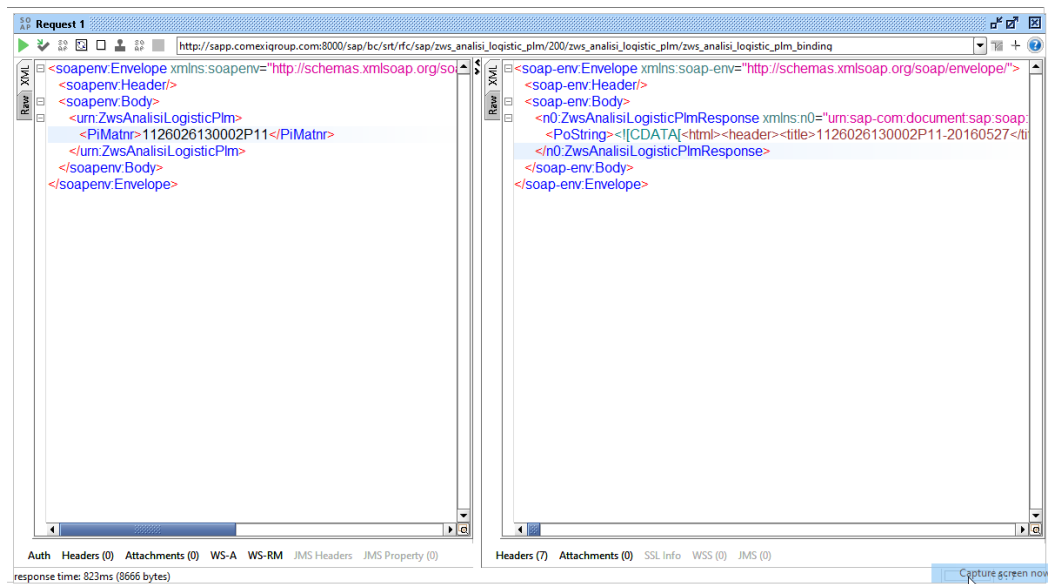 SO
AP Request 1
http://sapp.comexigroup.com:8000/sap/bc/srt/rfc/sap/zws_analisi_logistic_plm/200/zws_analisi_logistic_plm/zws_analisi_logistic_plm_binding
XML
Raw
<soapenv:Envelope xmlns:soapenv="http://schemas.xmlsoap.org/so
<soapenv:Header/>
<soapenv:Body>
<urn:ZwsAnalisiLogisticPlm>
<PiMatnr>1126026130002P11</PiMatnr>
</urn:ZwsAnalisiLogisticPlm>
</soapenv:Body>
</soapenv:Envelope>
XML
Raw
<soap-env:Envelope xmlns:soap-env="http://schemas.xmlsoap.org/soap/envelope/">
<soap-env:Header/>
<soap-env:Body>
<n0:ZwsAnalisiLogisticPlmResponse xmlns:n0="urn:sap-com:document:sap:soap:
<PoString><![CDATA[<html><header><title>1126026130002P11-20160527</ti
</n0:ZwsAnalisiLogisticPlmResponse>
</soap-env:Body>
</soap-env:Envelope>
Auth Headers (0) Attachments (0) WS-A WS-RM JMS Headers JMS Property (0)
Headers (7) Attachments (0) SSL Info WSS (0) JMS (0)
response time: 823ms (8666 bytes)
Capture screen now